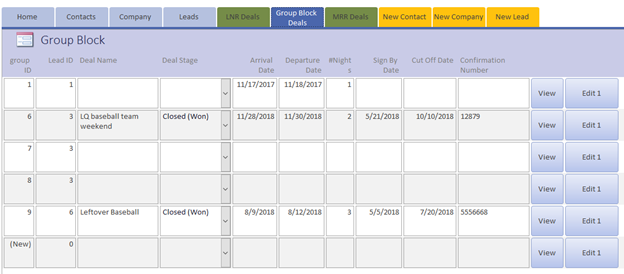 Home Contacts Company Leads LNR Deals Group Block Deals MRR Deals New Contact New Company New Lead
Group Block
group ID Lead ID Deal Name Deal Stage Arrival Date Departure Date #Nights Sign By Date Cut Off Date Confirmation Number
1 1 11/17/2017 11/18/2017 1 View Edit 1
6 3 LQ baseball team weekend Closed (Won) 11/28/2018 11/30/2018 2 5/21/2018 10/10/2018 12879 View Edit 1
7 3 View Edit 1
8 3 View Edit 1
9 6 Leftover Baseball Closed (Won) 8/9/2018 8/12/2018 3 5/5/2018 7/20/2018 5556668 View Edit 1
(New) 0 View Edit 1